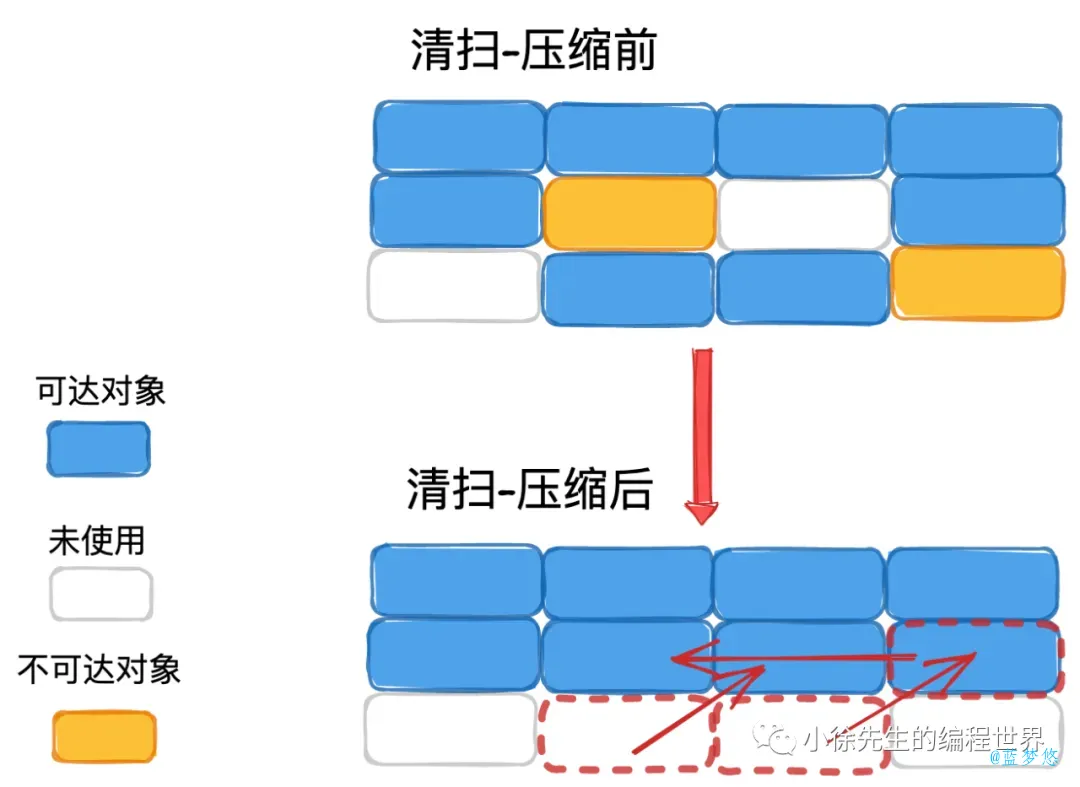 清扫-压缩前
可达对象
清扫-压缩后
未使用
不可达对象
小徐先生的编程世界
@蓝梦悠